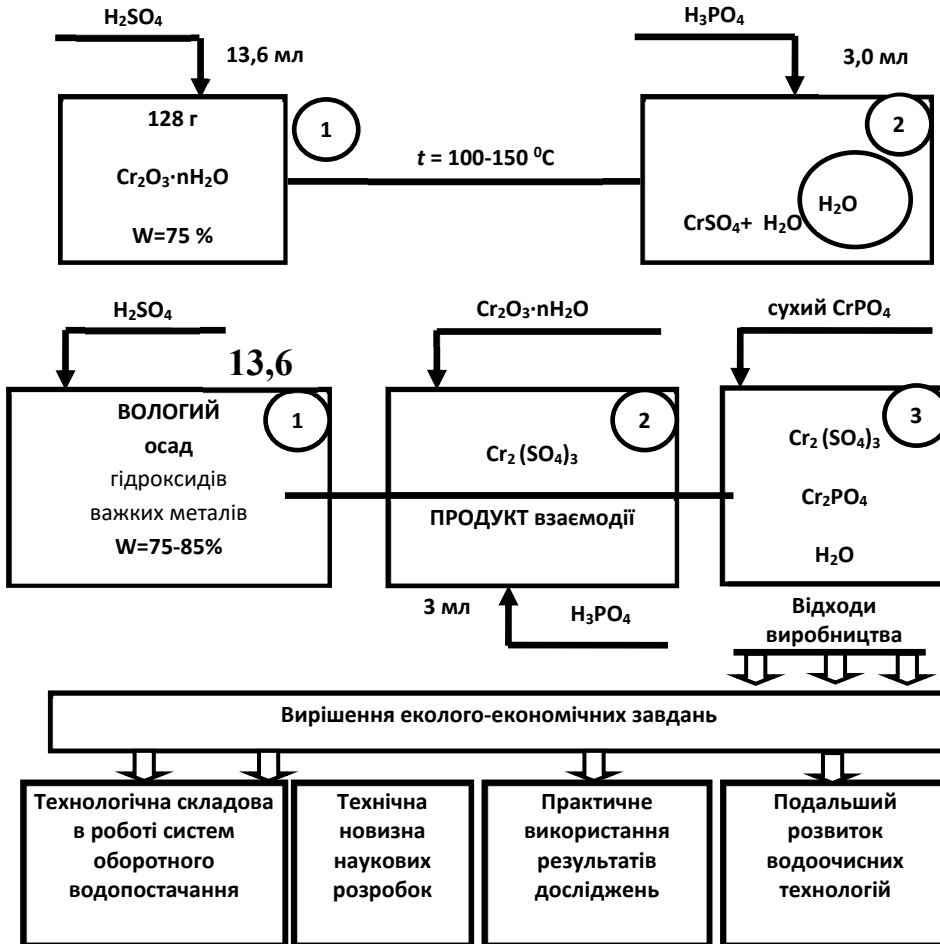 H₂SO₄
H₃PO₄
13,6 мл
3,0 мл
128 г
1
2
t = 100-150 ⁰C
Cr₂O₃·nH₂O
H₂O
CrSO₄+ H₂O
W=75 %
H₂SO₄
Cr₂O₃·nH₂O
сухий CrPO₄
13,6
ВОЛОГИЙ
осад
гідроксидів
важких металів
W=75-85%
1
2
Cr₂ (SO₄)₃
ПРОДУКТ взаємодії
3
Cr₂ (SO₄)₃
Cr₂PO₄
H₂O
3 мл
H₃PO₄
Відходи
виробництва
Вирішення еколого-економічних завдань
Технологічна складова
в роботі систем
оборотного
водопостачання
Технічна
новизна
наукових
розробок
Практичне
використання
результатів
досліджень
Подальший
розвиток
водоочисних
технологій